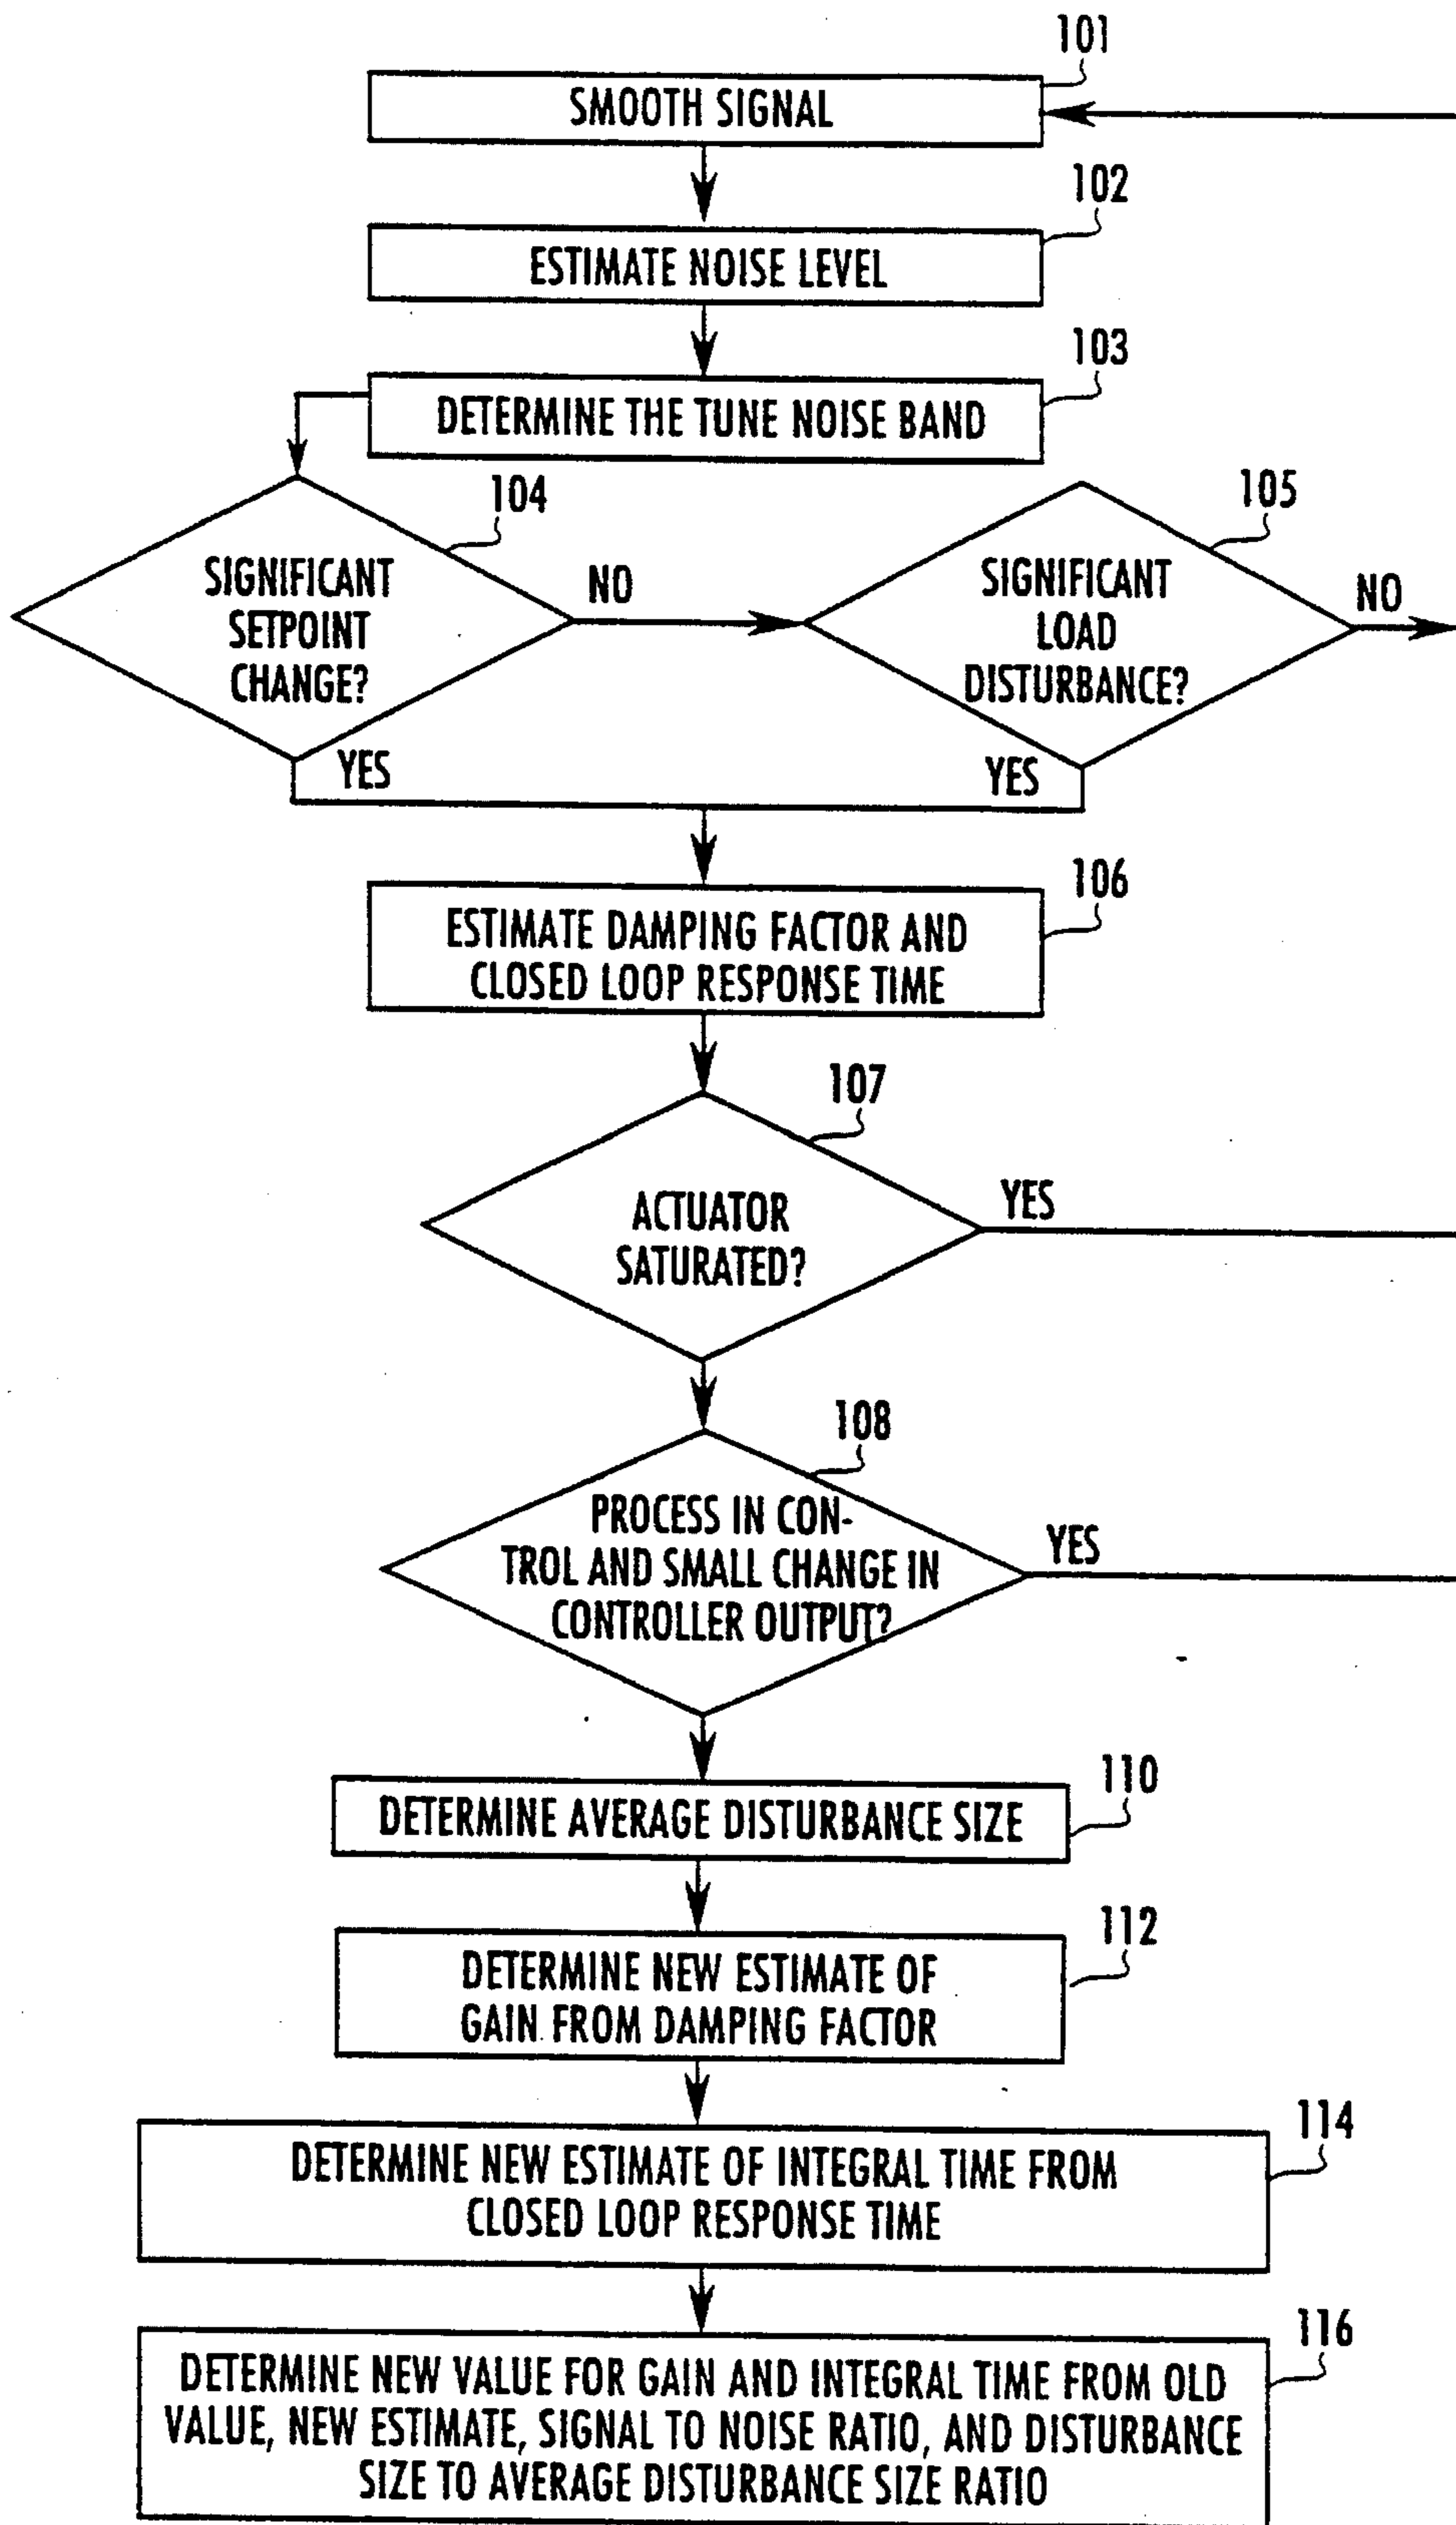 101
SMOOTH SIGNAL
102
ESTIMATE NOISE LEVEL
103
DETERMINE THE TUNE NOISE BAND
104
SIGNIFICANT
SETPOINT
CHANGE?
NO
YES
105
SIGNIFICANT
LOAD
DISTURBANCE?
NO
YES
106
ESTIMATE DAMPING FACTOR AND
CLOSED LOOP RESPONSE TIME
107
ACTUATOR
SATURATED?
YES
108
PROCESS IN CON-
TROL AND SMALL CHANGE IN
CONTROLLER OUTPUT?
YES
110
DETERMINE AVERAGE DISTURBANCE SIZE
112
DETERMINE NEW ESTIMATE OF
GAIN FROM DAMPING FACTOR
114
DETERMINE NEW ESTIMATE OF INTEGRAL TIME FROM
CLOSED LOOP RESPONSE TIME
116
DETERMINE NEW VALUE FOR GAIN AND INTEGRAL TIME FROM OLD
VALUE, NEW ESTIMATE, SIGNAL TO NOISE RATIO, AND DISTURBANCE
SIZE TO AVERAGE DISTURBANCE SIZE RATIO